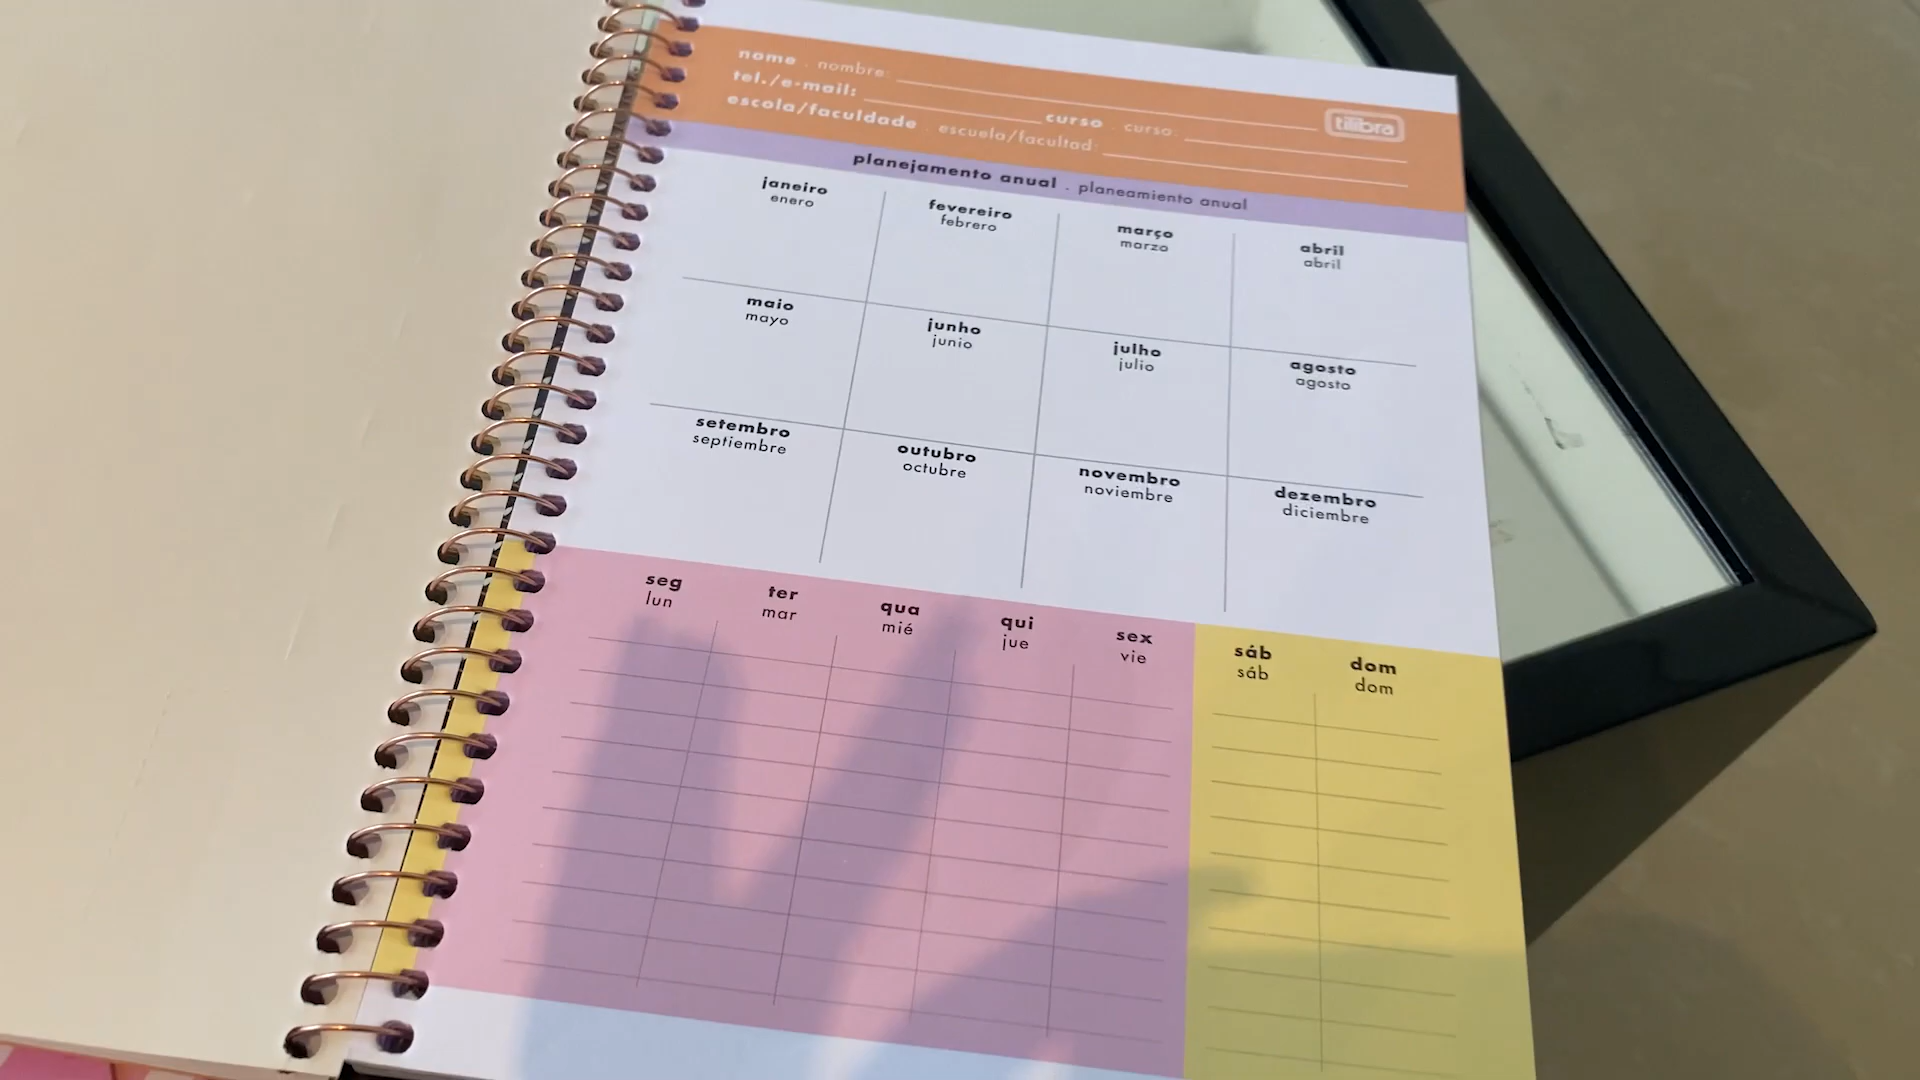 nome . nombre:
tel./e-mail: curso . curso:
escola/faculdade . escuela/facultad:
tilibra
planejamento anual . planeamiento anual
janeiro fevereiro março abril
enero febrero marzo abril
maio junho julho agosto
mayo junio julio agosto
setembro outubro novembro dezembro
septiembre octubre noviembre diciembre
seg ter qua qui sex sáb dom
lun mar mié jue vie sáb dom